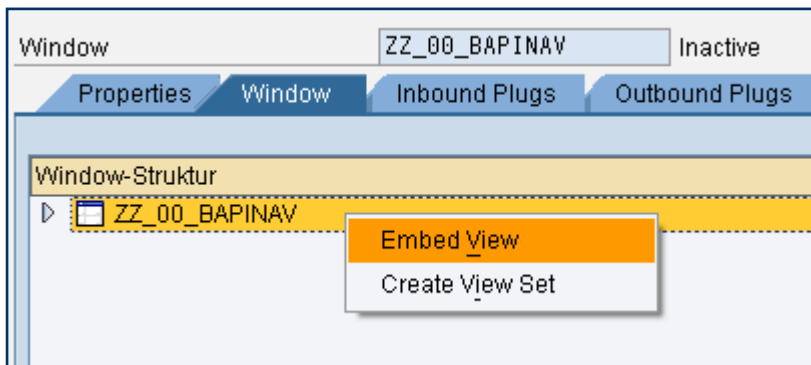 Window ZZ_00_BAPINAV Inactive
Properties Window Inbound Plugs Outbound Plugs
Window-Struktur
ZZ_00_BAPINAV
Embed View
Create View Set